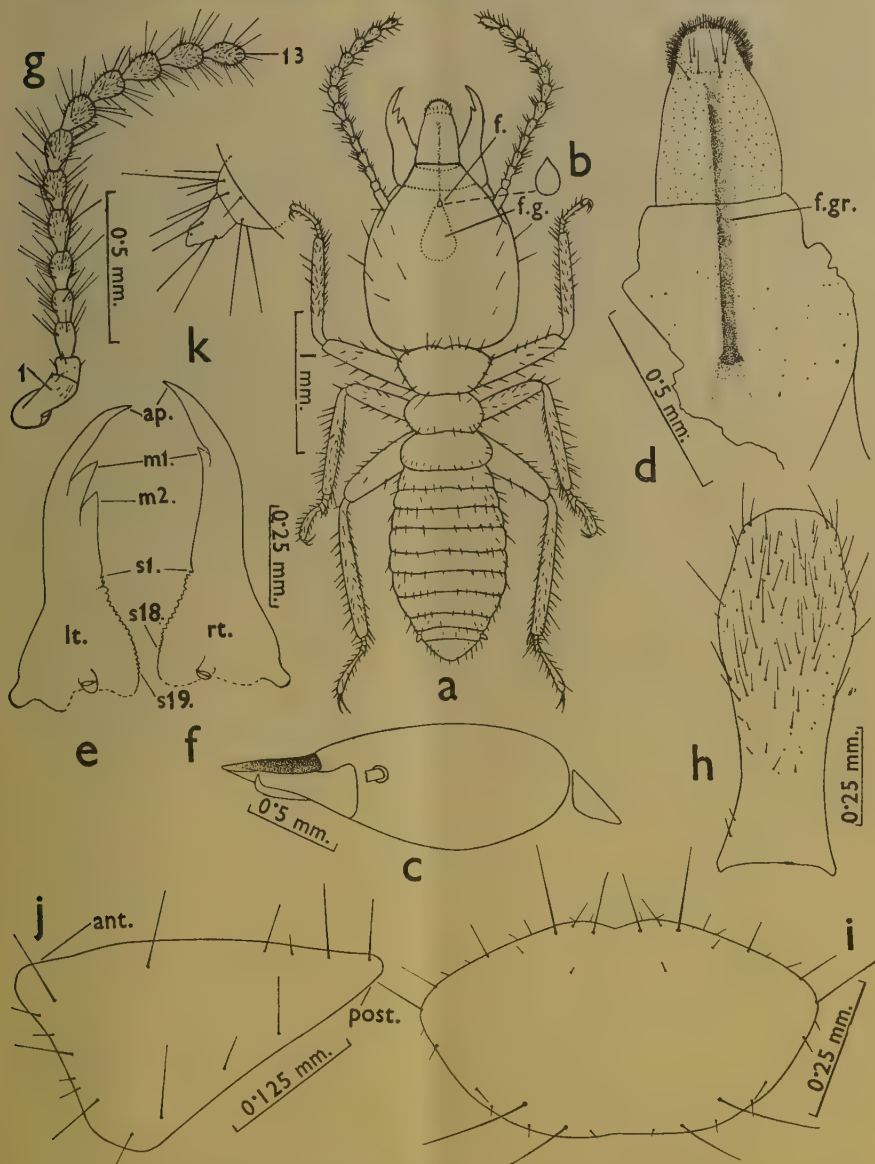 g
13
f.
b
f.g.
0·5 mm.
k
1
ap.
m1.
m2.
s1.
s18.
lt.
rt.
s19.
0·25 mm.
1 mm.
a
f.gr.
0·5 mm.
d
e
f
0·5 mm.
c
h
0·25 mm.
j
ant.
post.
0·125 mm.
i
0·25 mm.